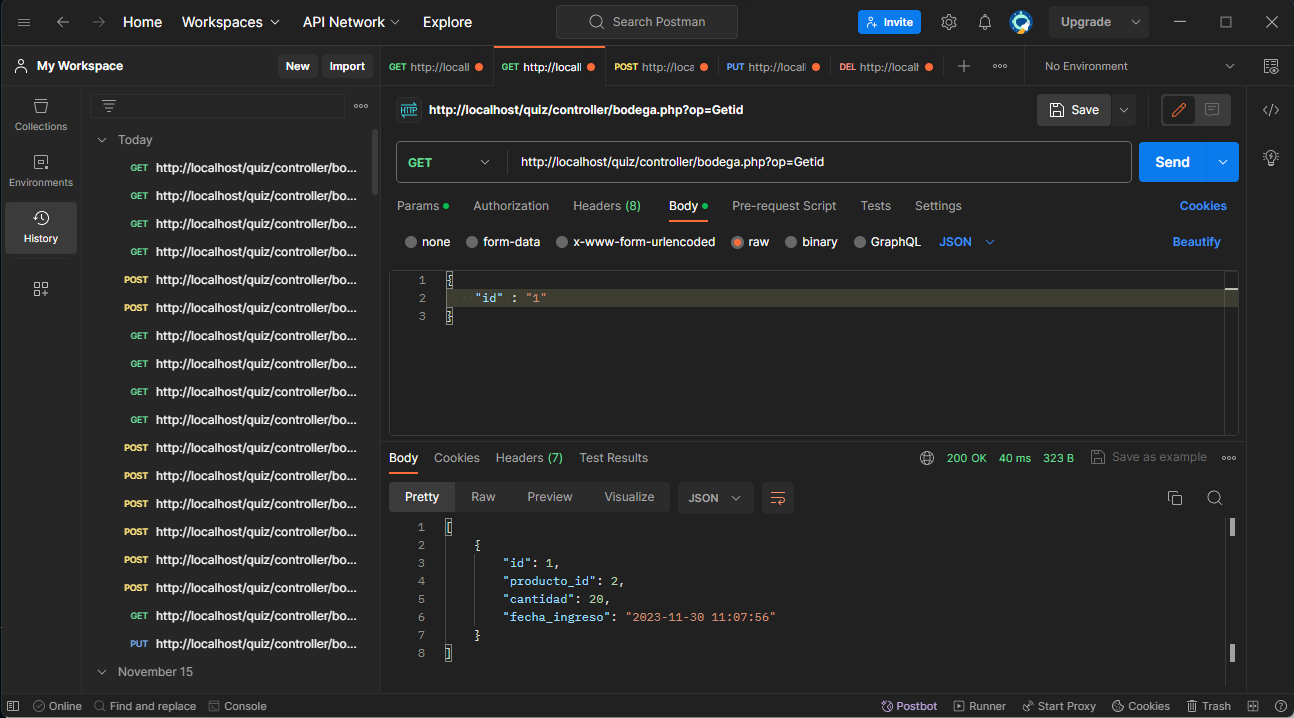 Home Workspaces API Network Explore Search Postman Invite Upgrade
My Workspace New Import GET http://locall GET http://locall POST http://loca PUT http://locall DEL http://localh No Environment
HTTP http://localhost/quiz/controller/bodega.php?op=Getid Save
Collections
Environments
History
Today
GET http://localhost/quiz/controller/bo...
GET http://localhost/quiz/controller/bo...
GET http://localhost/quiz/controller/bo...
GET http://localhost/quiz/controller/bo...
POST http://localhost/quiz/controller/bo...
POST http://localhost/quiz/controller/bo...
GET http://localhost/quiz/controller/bo...
GET http://localhost/quiz/controller/bo...
GET http://localhost/quiz/controller/bo...
GET http://localhost/quiz/controller/bo...
POST http://localhost/quiz/controller/bo...
POST http://localhost/quiz/controller/bo...
POST http://localhost/quiz/controller/bo...
POST http://localhost/quiz/controller/bo...
POST http://localhost/quiz/controller/bo...
POST http://localhost/quiz/controller/bo...
GET http://localhost/quiz/controller/bo...
PUT http://localhost/quiz/controller/bo...
November 15
GET http://localhost/quiz/controller/bodega.php?op=Getid Send
Params Authorization Headers (8) Body Pre-request Script Tests Settings Cookies
none form-data x-www-form-urlencoded raw binary GraphQL JSON Beautify
1 {
2 "id" : "1"
3 }
Body Cookies Headers (7) Test Results 200 OK 40 ms 323 B Save as example
Pretty Raw Preview Visualize JSON
1 [
2 {
3 "id": 1,
4 "producto_id": 2,
5 "cantidad": 20,
6 "fecha_ingreso": "2023-11-30 11:07:56"
7 }
8 ]
Online Find and replace Console Postbot Runner Start Proxy Cookies Trash